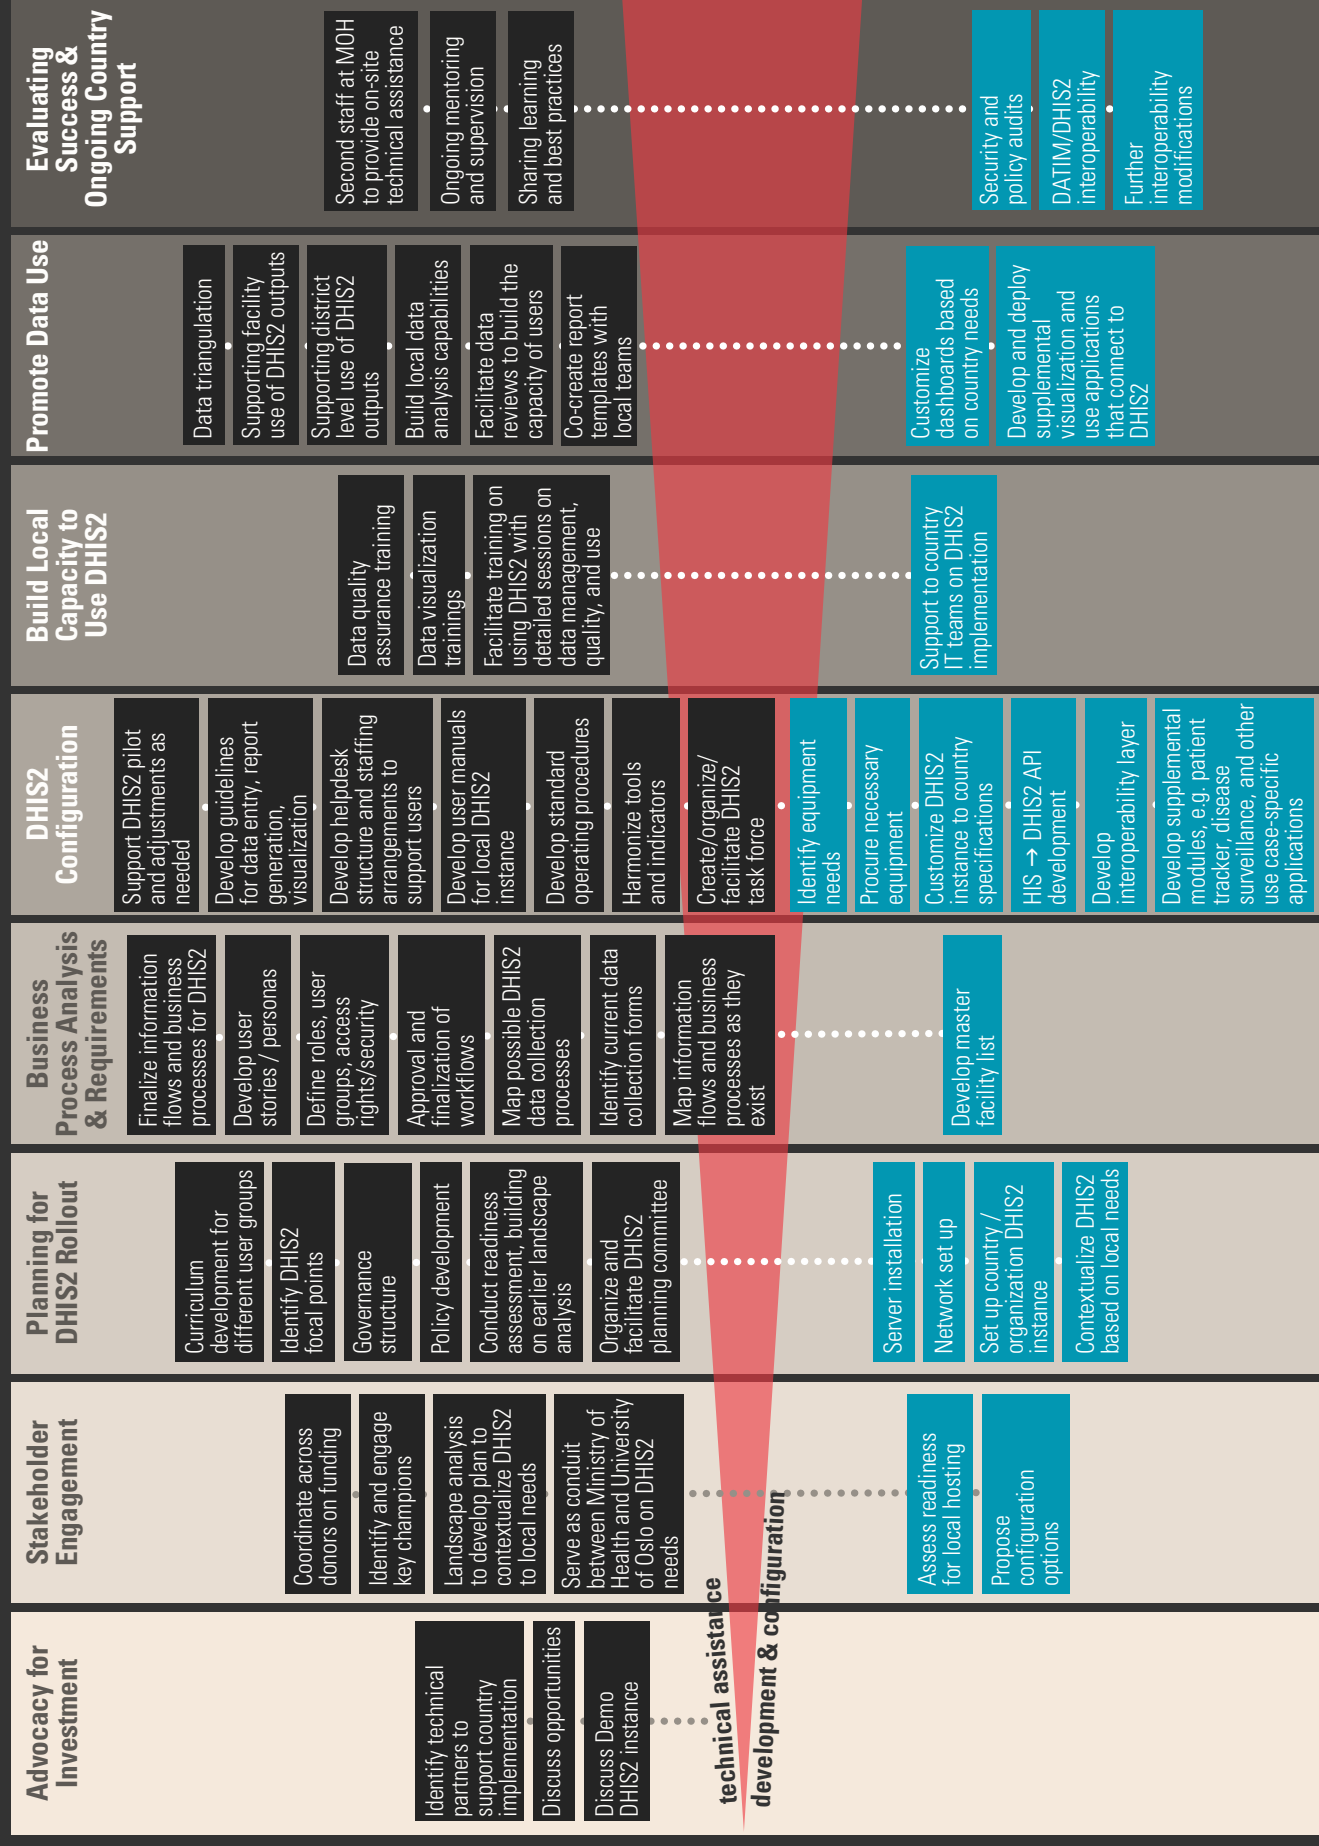 Advocacy for
Investment
Identify technical
partners to
support country
implementation
Discuss opportunities
Discuss Demo
DHIS2 instance
technical assistance
development & configuration
Stakeholder
Engagement
Coordinate across
donors on funding
Identify and engage
key champions
Landscape analysis
to develop plan to
contextualize DHIS2
to local needs
Serve as conduit
between Ministry of
Health and University
of Oslo on DHIS2
needs
Assess readiness
for local hosting
Propose
configuration
options
Planning for
DHIS2 Rollout
Curriculum
development for
different user groups
Identify DHIS2
focal points
Governance
structure
Policy development
Conduct readiness
assessment, building
on earlier landscape
analysis
Organize and
facilitate DHIS2
planning committee
Server installation
Network set up
Set up country /
organization DHIS2
instance
Contextualize DHIS2
based on local needs
Business
Process Analysis
& Requirements
Finalize information
flows and business
processes for DHIS2
Develop user
stories / personas
Define roles, user
groups, access
rights/security
Approval and
finalization of
workflows
Map possible DHIS2
data collection
processes
Identify current data
collection forms
Map information
flows and business
processes as they
exist
Develop master
facility list
DHIS2
Configuration
Support DHIS2 pilot
and adjustments as
needed
Develop guidelines
for data entry, report
generation,
visualization
Develop helpdesk
structure and staffing
arrangements to
support users
Develop user manuals
for local DHIS2
instance
Develop standard
operating procedures
Harmonize tools
and indicators
Create/organize/
facilitate DHIS2
task force
Identify equipment
needs
Procure necessary
equipment
Customize DHIS2
instance to country
specifications
HIS → DHIS2 API
development
Develop
interoperability layer
Develop supplemental
modules, e.g. patient
tracker, disease
surveillance, and other
use case-specific
applications
Build Local
Capacity to
Use DHIS2
Data quality
assurance training
Data visualization
trainings
Facilitate training on
using DHIS2 with
detailed sessions on
data management,
quality, and use
Support to country
IT teams on DHIS2
implementation
Promote Data Use
Data triangulation
Supporting facility
use of DHIS2 outputs
Supporting district
level use of DHIS2
outputs
Build local data
analysis capabilities
Facilitate data
reviews to build the
capacity of users
Co-create report
templates with
local teams
Customize
dashboards based
on country needs
Develop and deploy
supplemental
visualization and
use applications
that connect to
DHIS2
Evaluating
Success &
Ongoing Country
Support
Second staff at MOH
to provide on-site
technical assistance
Ongoing mentoring
and supervision
Sharing learning
and best practices
Security and
policy audits
DATIM/DHIS2
interoperability
Further
interoperability
modifications